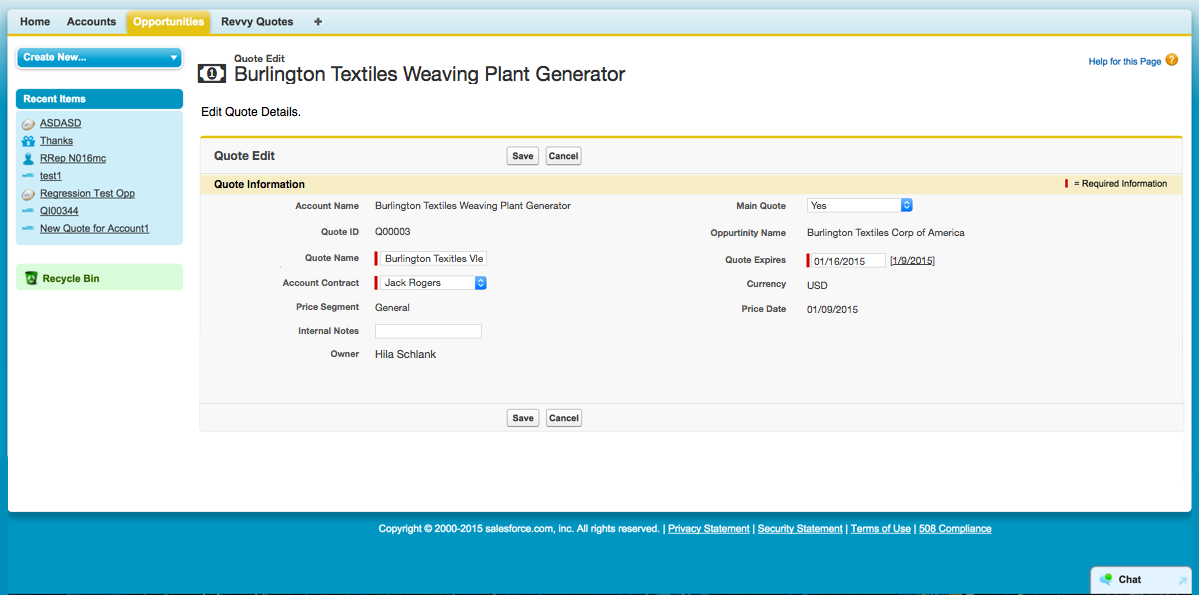 Home Accounts Opportunities Revvy Quotes +
Create New...
Recent Items
ASDASD
Thanks
RRep N016mc
test1
Regression Test Opp
QI00344
New Quote for Account1
Recycle Bin
Quote Edit
Burlington Textiles Weaving Plant Generator
Help for this Page ?
Edit Quote Details.
Quote Edit Save Cancel
Quote Information = Required Information
Account Name Burlington Textiles Weaving Plant Generator Main Quote Yes
Quote ID Q00003 Oppurtinity Name Burlington Textiles Corp of America
Quote Name Burlington Texitles Vle Quote Expires 01/16/2015 [1/9/2015]
Account Contract Jack Rogers Currency USD
Price Segment General Price Date 01/09/2015
Internal Notes
Owner Hila Schlank
Save Cancel
Copyright © 2000-2015 salesforce.com, inc. All rights reserved. | Privacy Statement | Security Statement | Terms of Use | 508 Compliance
Chat